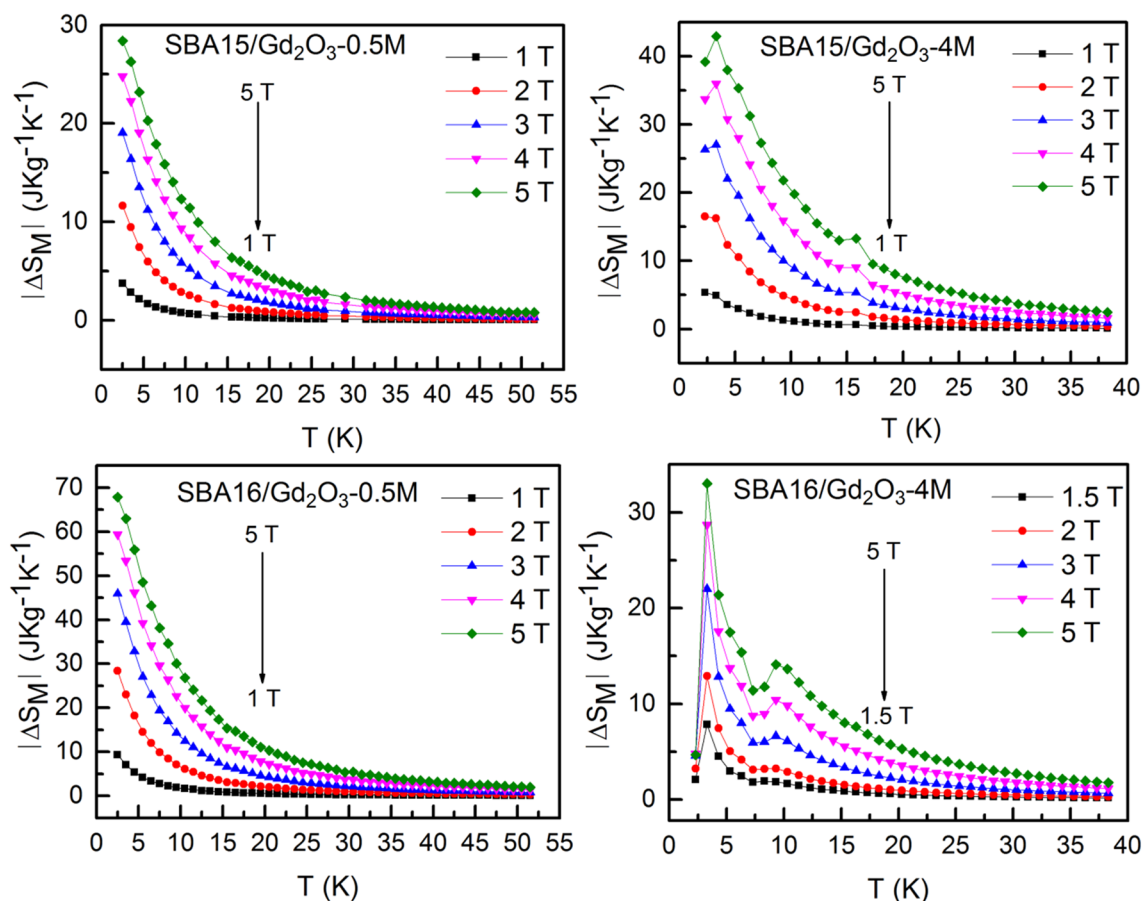 SBA15/Gd₂O₃-0.5M
5 T
1 T
1 T
2 T
3 T
4 T
5 T
|ΔS_M| (JKg⁻¹K⁻¹)
30
20
10
0
0 5 10 15 20 25 30 35 40 45 50 55
T (K)
SBA15/Gd₂O₃-4M
5 T
1 T
1 T
2 T
3 T
4 T
5 T
|ΔS_M| (JKg⁻¹K⁻¹)
40
30
20
10
0
0 5 10 15 20 25 30 35 40
T (K)
SBA16/Gd₂O₃-0.5M
5 T
1 T
1 T
2 T
3 T
4 T
5 T
|ΔS_M| (JKg⁻¹K⁻¹)
70
60
50
40
30
20
10
0
0 5 10 15 20 25 30 35 40 45 50 55
T (K)
SBA16/Gd₂O₃-4M
5 T
1.5 T
1.5 T
2 T
3 T
4 T
5 T
|ΔS_M| (JKg⁻¹K⁻¹)
30
20
10
0
0 5 10 15 20 25 30 35 40
T (K)